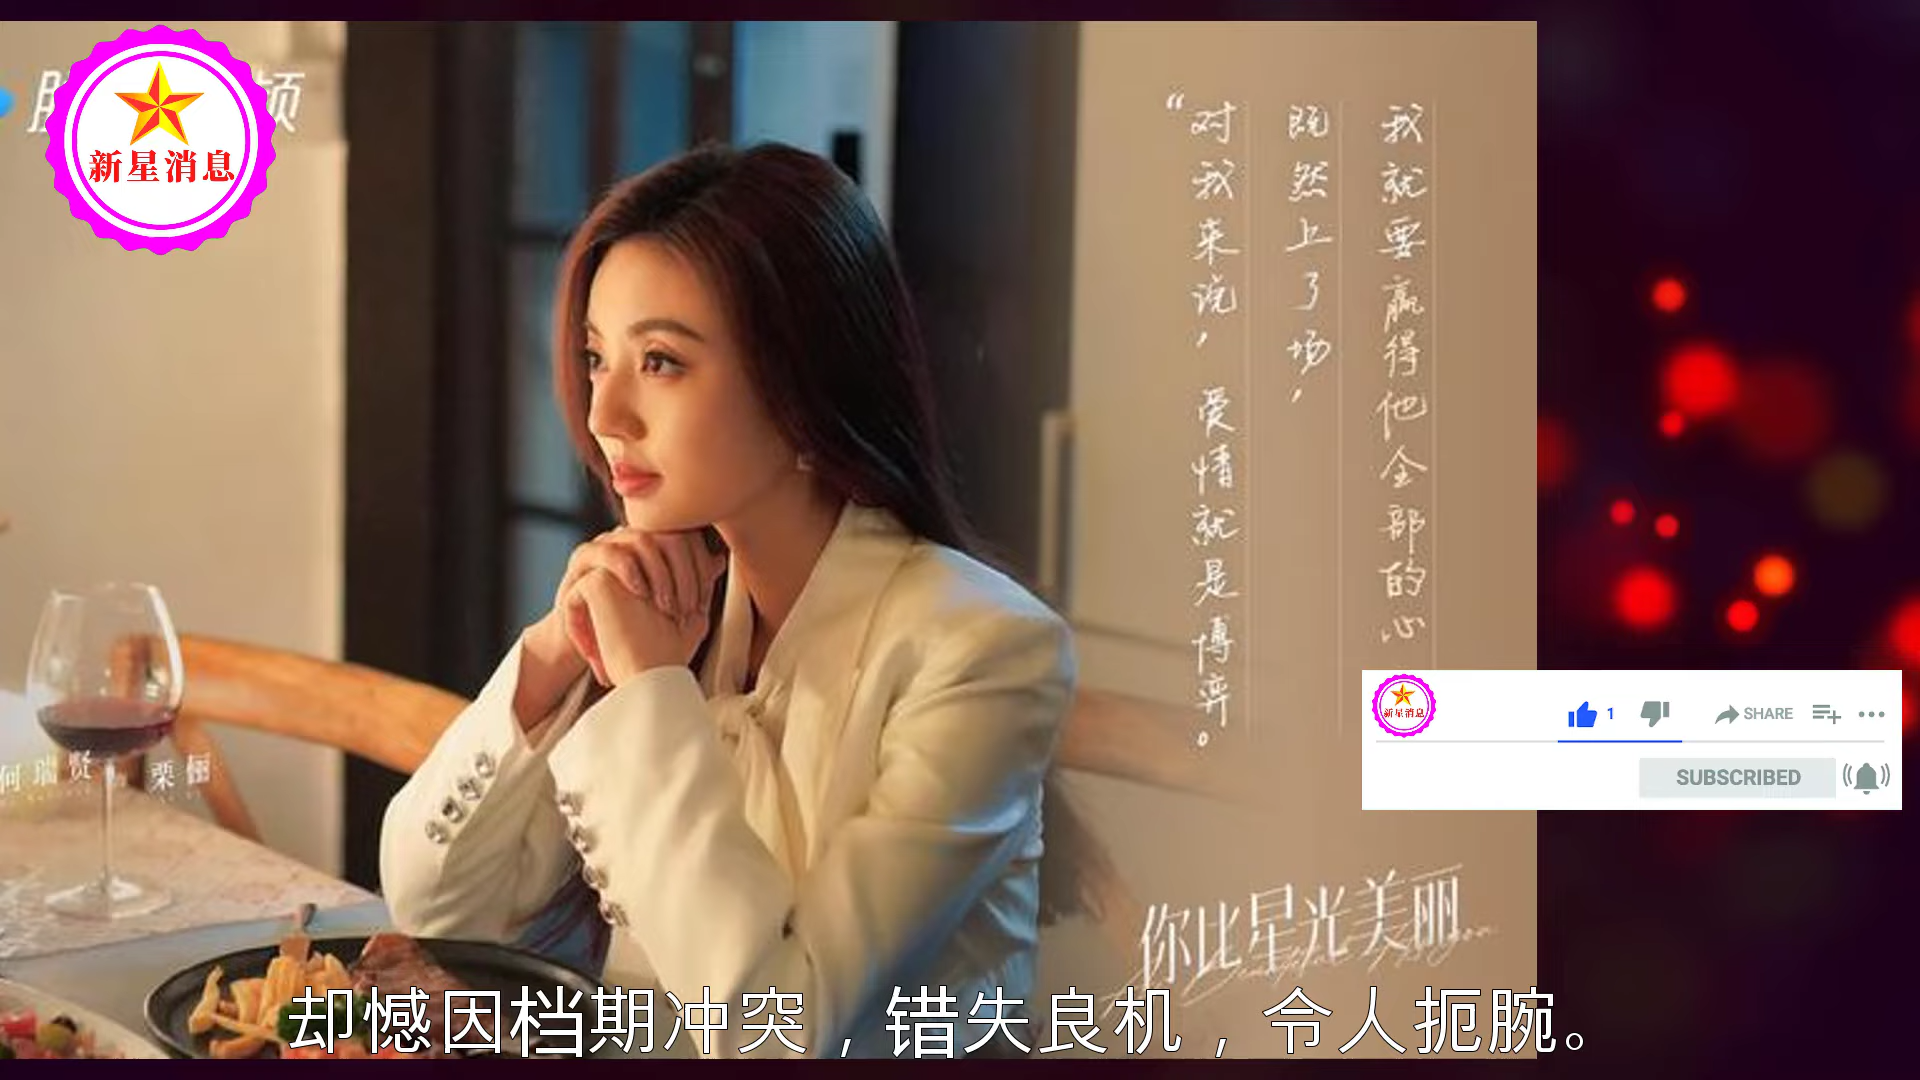 频
新星消息
“对我来说，爱情就是博弈。
既然上了场，
我就要赢得他全部的心
何瑞贤 栗俪
新星消息
1
SHARE
SUBSCRIBED
你比星光美丽
却憾因档期冲突，错失良机，令人扼腕。